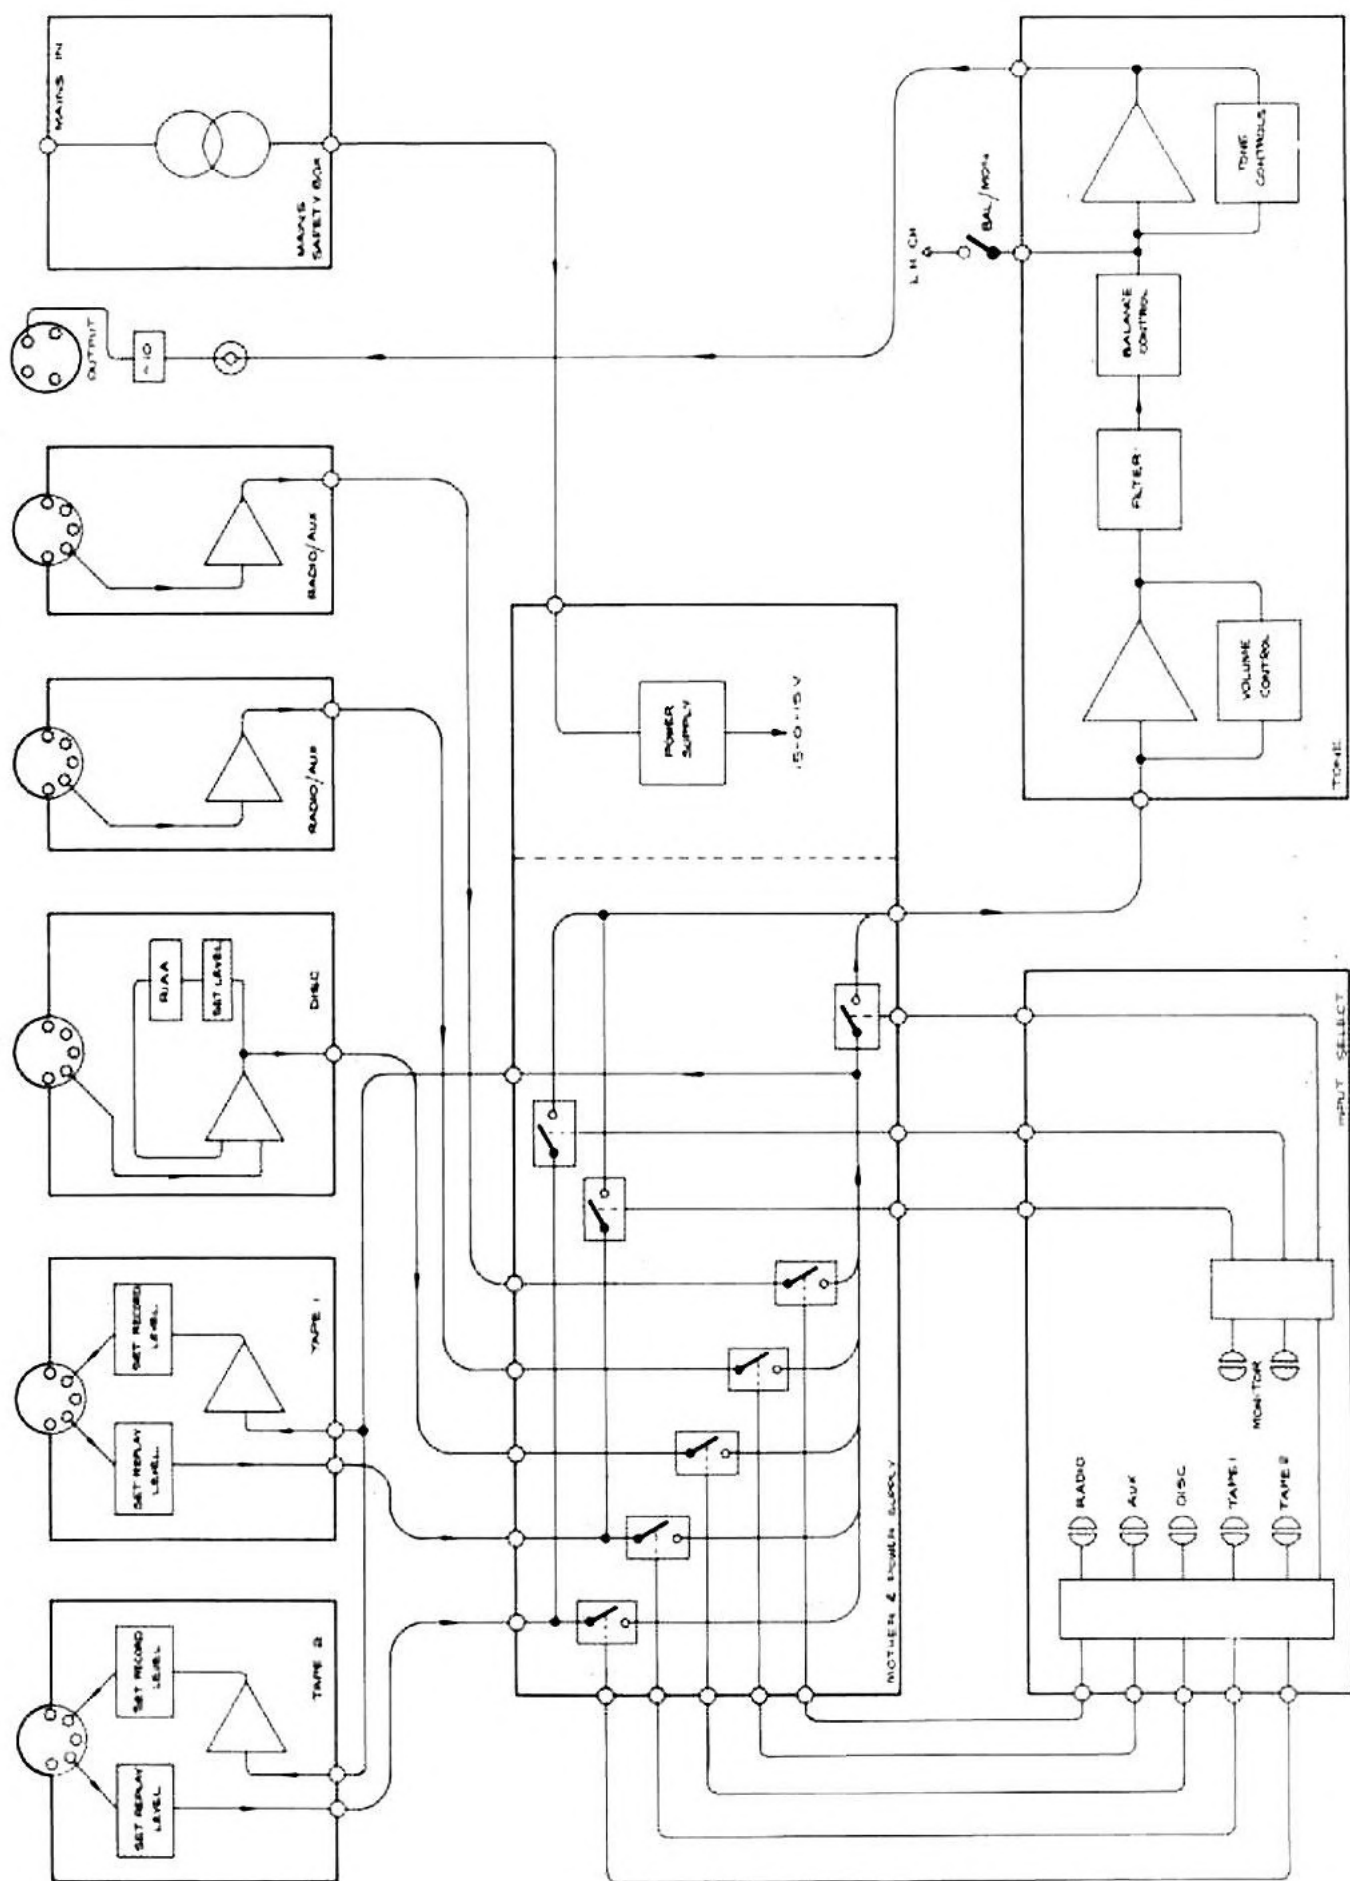 TAPE 2
SET REPLAY
LEVEL
SET RECORD
LEVEL
TAPE 1
SET REPLAY
LEVEL.
SET RECORD
LEVEL.
DISC
RIAA
SET LEVEL
RADIO/AUX
RADIO/AUX
OUTPUT
MAINS IN
MAINS
SAFETY BOX
MOTHER & POWER SUPPLY
POWER
SUPPLY
15-0-15V
L H CH
BAL/MON
INPUT SELECT
RADIO
AUX
DISC
TAPE 1
TAPE 2
MONITOR
TONE
VOLUME
CONTROL
FILTER
BALANCE
CONTROL
TONE
CONTROLS